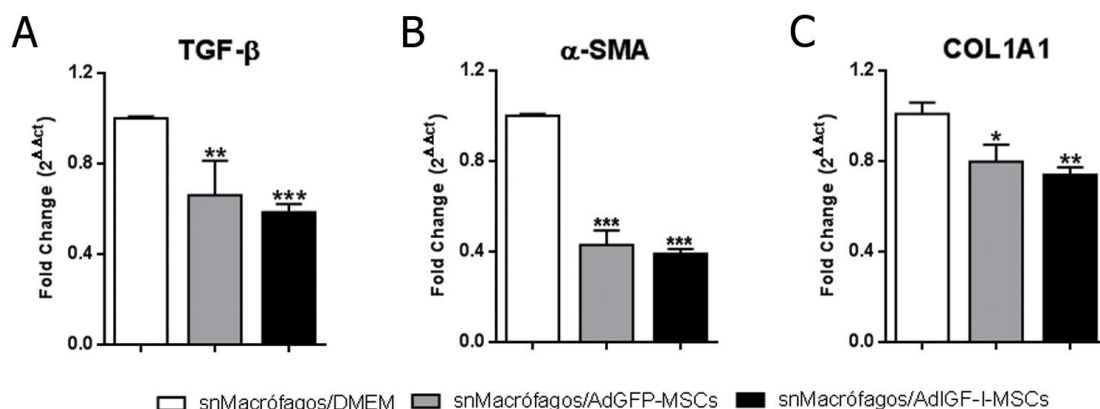 A
TGF-β
Fold Change (2^ΔΔct)
1.2
0.8
0.4
0.0
**
***
B
α-SMA
Fold Change (2^ΔΔct)
1.2
0.8
0.4
0.0
***
***
C
COL1A1
Fold Change (2^ΔΔct)
1.2
0.8
0.4
0.0
*
**
snMacrófagos/DMEM snMacrófagos/AdGFP-MSCs snMacrófagos/AdIGF-I-MSCs